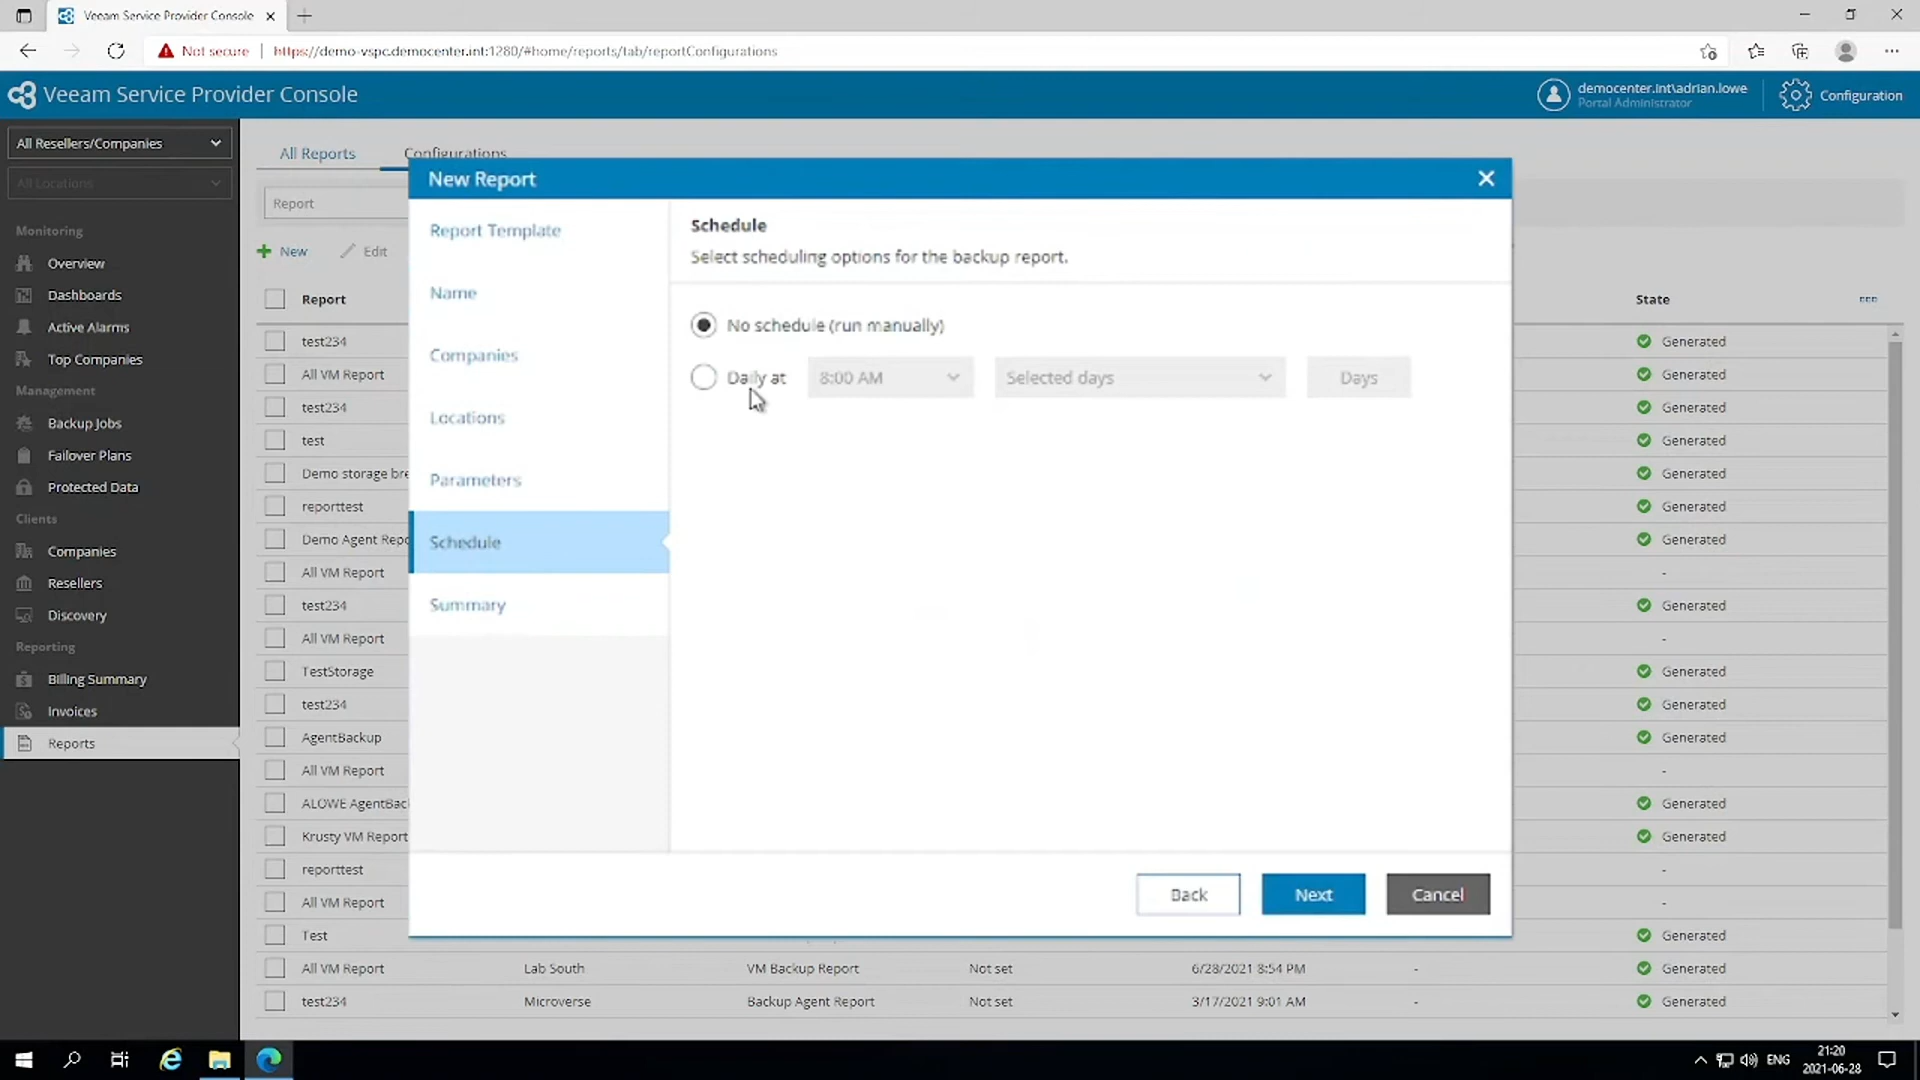 Veeam Service Provider Console
Not secure
https://demo-vspc.democenter.int:1280/#home/reports/tab/reportConfigurations
Veeam Service Provider Console
democenter.int\adrian.lowe
Portal Administrator
Configuration
All Resellers/Companies
All Locations
Monitoring
Overview
Dashboards
Active Alarms
Top Companies
Management
Backup Jobs
Failover Plans
Protected Data
Clients
Companies
Resellers
Discovery
Reporting
Billing Summary
Invoices
Reports
All Reports
Configurations
Report
New
Edit
Report
State
test234
Generated
All VM Report
Generated
test234
Generated
test
Generated
Demo storage bre
Generated
reporttest
Generated
Demo Agent Repo
Generated
All VM Report
-
test234
Generated
All VM Report
-
TestStorage
Generated
test234
Generated
AgentBackup
Generated
All VM Report
-
ALOWE AgentBac
Generated
Krusty VM Report
Generated
reporttest
-
All VM Report
-
Test
Generated
All VM Report Lab South VM Backup Report Not set 6/28/2021 8:54 PM - Generated
test234 Microverse Backup Agent Report Not set 3/17/2021 9:01 AM - Generated
New Report
Report Template
Name
Companies
Locations
Parameters
Schedule
Summary
Schedule
Select scheduling options for the backup report.
No schedule (run manually)
Daily at 8:00 AM Selected days Days
Back
Next
Cancel
ENG
21:20
2021-06-28